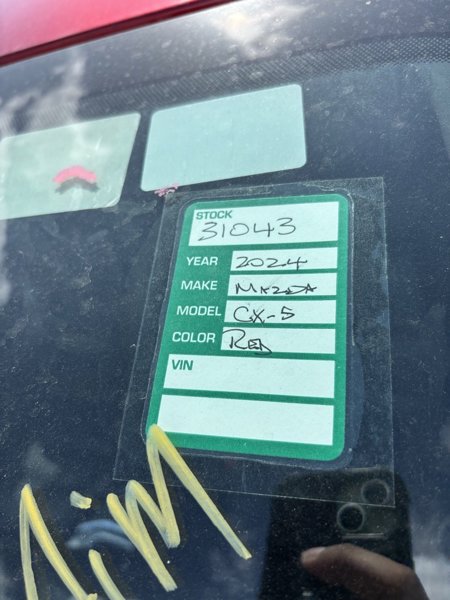 STOCK
31043
YEAR 2024
MAKE MAZDA
MODEL CX-5
COLOR RED
VIN